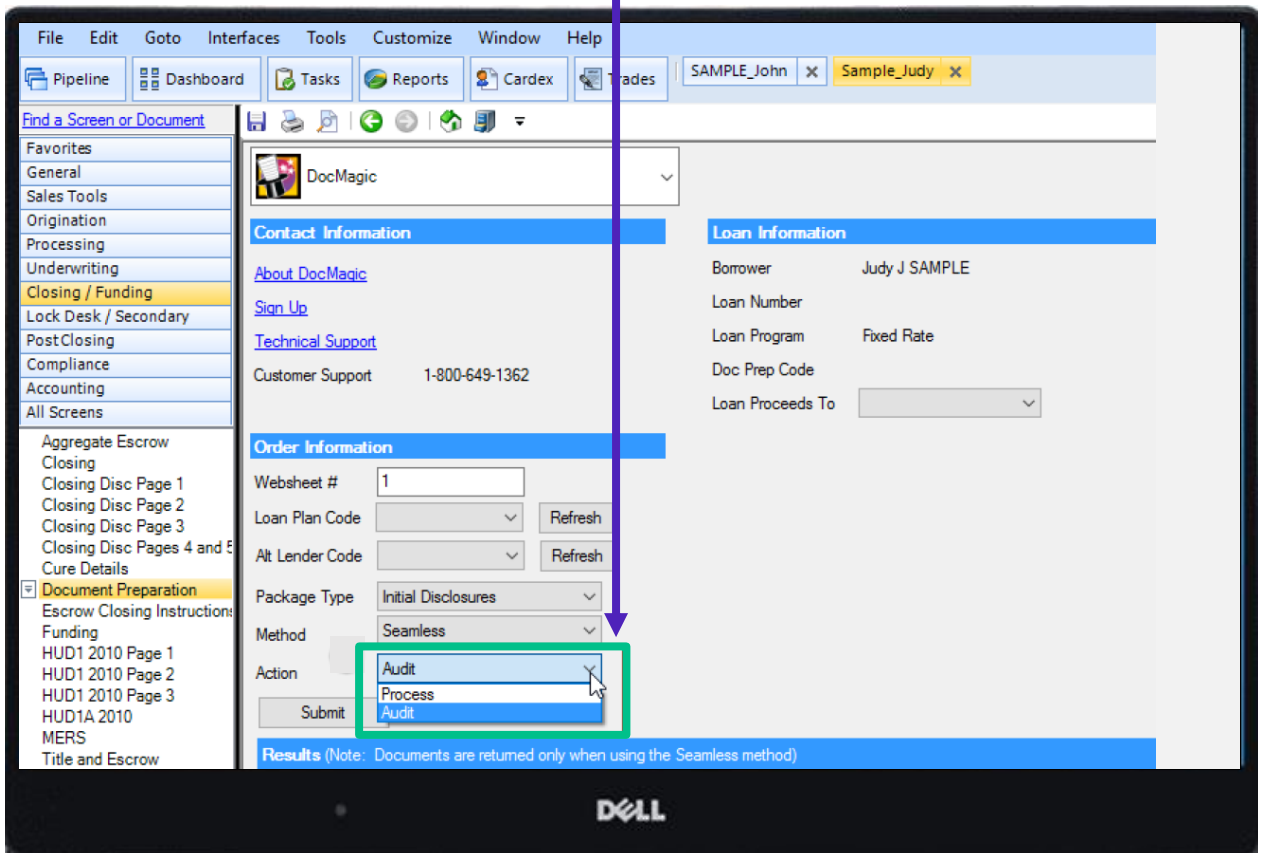 File Edit Goto Interfaces Tools Customize Window Help
Pipeline Dashboard Tasks Reports Cardex Trades SAMPLE_John Sample_Judy
Find a Screen or Document
Favorites
General
Sales Tools
Origination
Processing
Underwriting
Closing / Funding
Lock Desk / Secondary
PostClosing
Compliance
Accounting
All Screens
Aggregate Escrow
Closing
Closing Disc Page 1
Closing Disc Page 2
Closing Disc Page 3
Closing Disc Pages 4 and 5
Cure Details
Document Preparation
Escrow Closing Instructions
Funding
HUD1 2010 Page 1
HUD1 2010 Page 2
HUD1 2010 Page 3
HUD1A 2010
MERS
Title and Escrow
DocMagic
Contact Information
About DocMagic
Sign Up
Technical Support
Customer Support 1-800-649-1362
Loan Information
Borrower Judy J SAMPLE
Loan Number
Loan Program Fixed Rate
Doc Prep Code
Loan Proceeds To
Order Information
Websheet # 1
Loan Plan Code Refresh
Alt Lender Code Refresh
Package Type Initial Disclosures
Method Seamless
Action Audit
Process
Submit Audit
Results (Note: Documents are returned only when using the Seamless method)
DELL